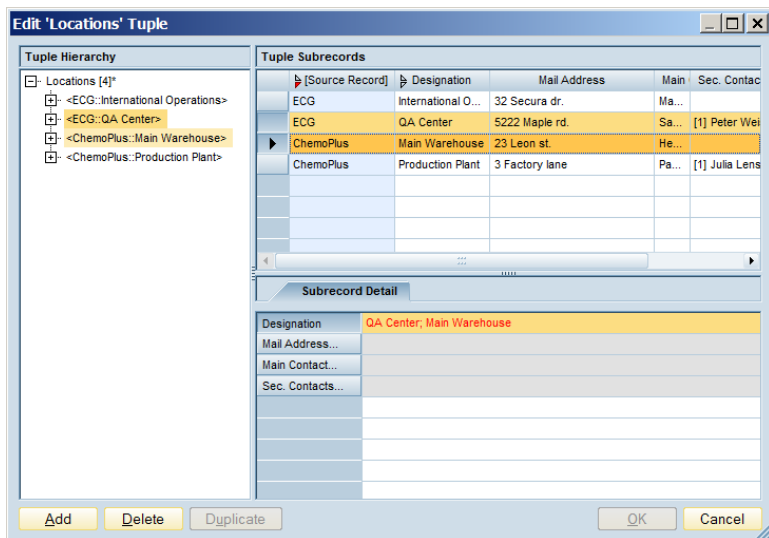 Edit 'Locations' Tuple
Tuple Hierarchy
Locations [4]*
<ECG::International Operations>
<ECG::QA Center>
<ChemoPlus::Main Warehouse>
<ChemoPlus::Production Plant>
Tuple Subrecords
[Source Record] Designation Mail Address Main Sec. Contac
ECG International O... 32 Secura dr. Ma...
ECG QA Center 5222 Maple rd. Sa... [1] Peter Wei
ChemoPlus Main Warehouse 23 Leon st. He...
ChemoPlus Production Plant 3 Factory lane Pa... [1] Julia Lens
Subrecord Detail
Designation QA Center; Main Warehouse
Mail Address...
Main Contact...
Sec. Contacts...
Add Delete Duplicate OK Cancel